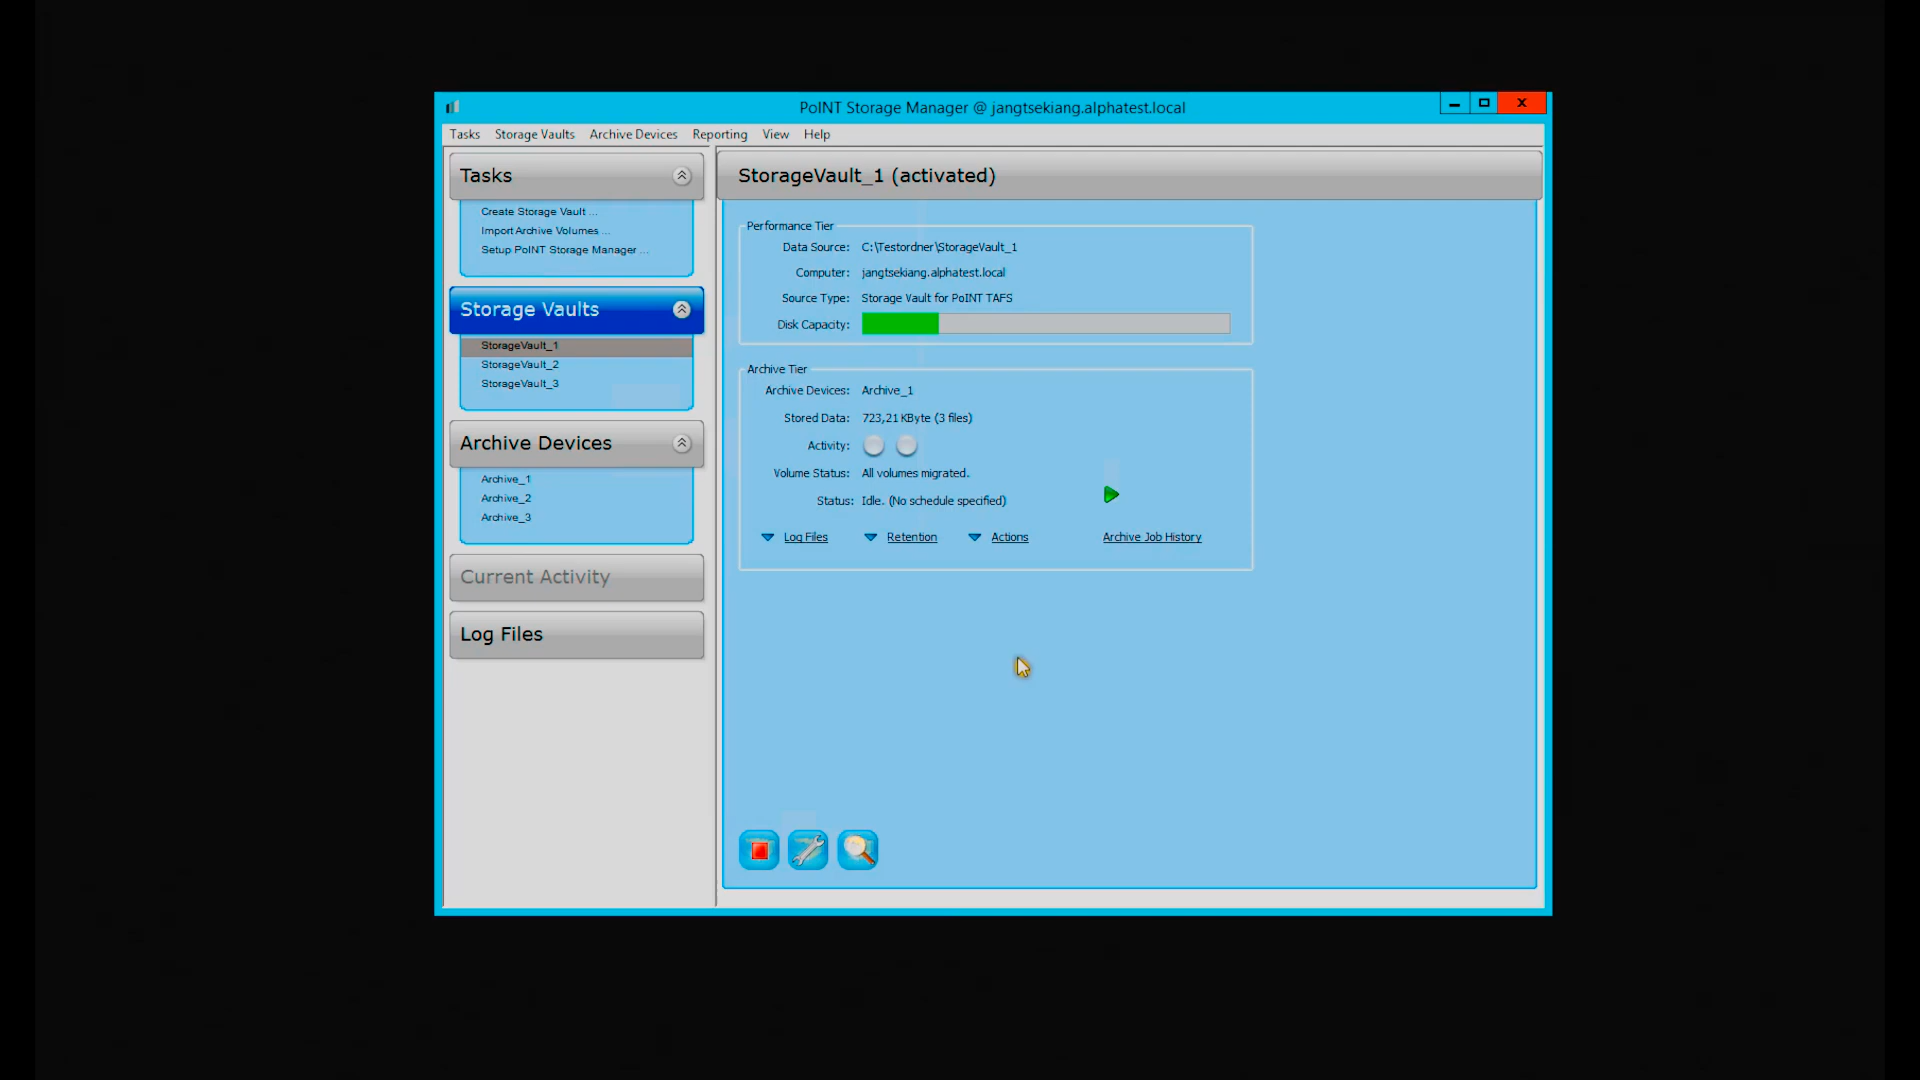 PoINT Storage Manager @ jangtsekiang.alphatest.local
X
Tasks Storage Vaults Archive Devices Reporting View Help
Tasks
Create Storage Vault ...
Import Archive Volumes ...
Setup PoINT Storage Manager ...
Storage Vaults
StorageVault_1
StorageVault_2
StorageVault_3
Archive Devices
Archive_1
Archive_2
Archive_3
Current Activity
Log Files
StorageVault_1 (activated)
Performance Tier
Data Source: C:\Testordner\StorageVault_1
Computer: jangtsekiang.alphatest.local
Source Type: Storage Vault for PoINT TAFS
Disk Capacity:
Archive Tier
Archive Devices: Archive_1
Stored Data: 723,21 KByte (3 files)
Activity:
Volume Status: All volumes migrated.
Status: Idle. (No schedule specified)
Log Files Retention Actions Archive Job History